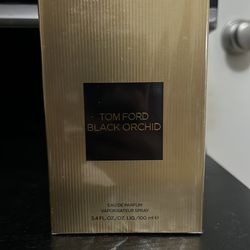 TOM FORD
BLACK ORCHID
EAU DE PARFUM
VAPORISATEUR SPRAY
3.4 FL.OZ./OZ. LIQ./100 ml e